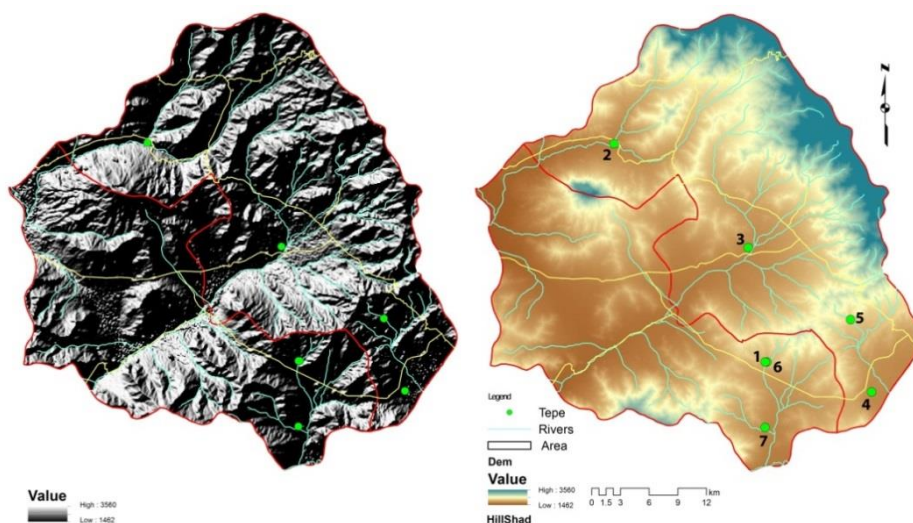 Value
High : 3560
Low : 1462
N
2
3
5
1
6
4
7
Legend
Tepe
Rivers
Area
Dem
Value
High : 3560
Low : 1462
HillShad
km
0 1.5 3 6 9 12